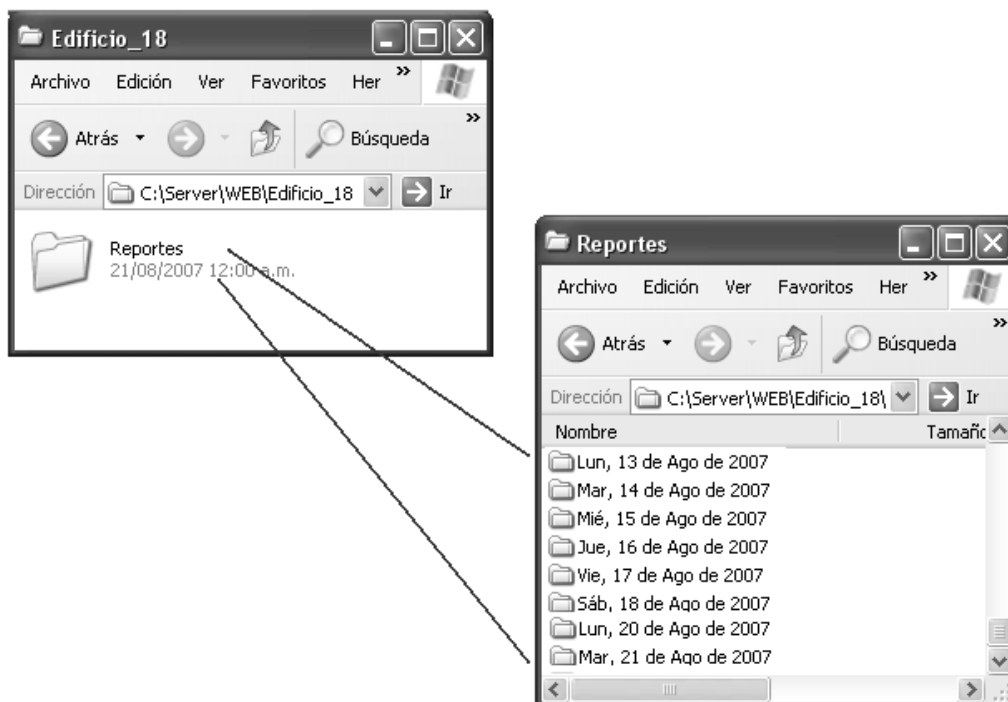 Edificio_18
Archivo Edición Ver Favoritos Her »
Atrás Búsqueda »
Dirección C:\Server\WEB\Edificio_18 Ir
Reportes
21/08/2007 12:00 a.m.
Reportes
Archivo Edición Ver Favoritos Her »
Atrás Búsqueda »
Dirección C:\Server\WEB\Edificio_18\ Ir
Nombre Tamaño
Lun, 13 de Ago de 2007
Mar, 14 de Ago de 2007
Mié, 15 de Ago de 2007
Jue, 16 de Ago de 2007
Vie, 17 de Ago de 2007
Sáb, 18 de Ago de 2007
Lun, 20 de Ago de 2007
Mar, 21 de Ago de 2007